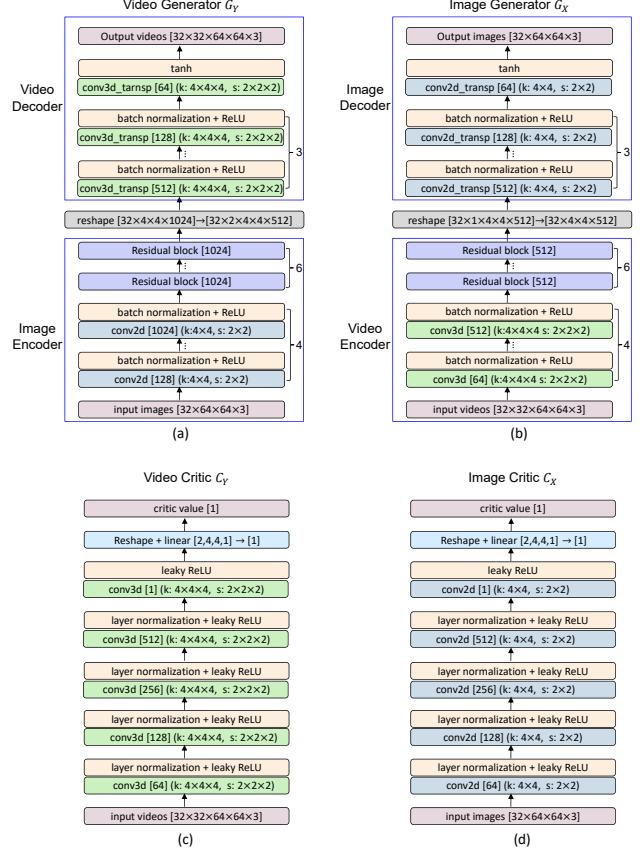 Video Generator G_Y
Output videos [32×32×64×64×3]
tanh
conv3d_tarnsp [64] (k: 4×4×4, s: 2×2×2)
batch normalization + ReLU
conv3d_transp [128] (k: 4×4×4, s: 2×2×2)
⋮
batch normalization + ReLU
conv3d_transp [512] (k: 4×4×4, s: 2×2×2)
3
Video
Decoder
reshape [32×4×4×1024]→[32×2×4×4×512]
Residual block [1024]
⋮
Residual block [1024]
6
batch normalization + ReLU
conv2d [1024] (k:4×4, s: 2×2)
⋮
batch normalization + ReLU
conv2d [128] (k:4×4, s: 2×2)
4
Image
Encoder
input images [32×64×64×3]
(a)
Image Generator G_X
Output images [32×64×64×3]
tanh
conv2d_transp [64] (k: 4×4, s: 2×2)
batch normalization + ReLU
conv2d_transp [128] (k: 4×4, s: 2×2)
⋮
batch normalization + ReLU
conv2d_transp [512] (k: 4×4, s: 2×2)
3
Image
Decoder
reshape [32×1×4×4×512]→[32×4×4×512]
Residual block [512]
⋮
Residual block [512]
6
batch normalization + ReLU
conv3d [512] (k:4×4×4 s: 2×2×2)
⋮
batch normalization + ReLU
conv3d [64] (k:4×4×4 s: 2×2×2)
4
Video
Encoder
input videos [32×32×64×64×3]
(b)
Video Critic C_Y
critic value [1]
Reshape + linear [2,4,4,1] → [1]
leaky ReLU
conv3d [1] (k: 4×4×4, s: 2×2×2)
layer normalization + leaky ReLU
conv3d [512] (k: 4×4×4, s: 2×2×2)
layer normalization + leaky ReLU
conv3d [256] (k: 4×4×4, s: 2×2×2)
layer normalization + leaky ReLU
conv3d [128] (k: 4×4×4, s: 2×2×2)
layer normalization + leaky ReLU
conv3d [64] (k: 4×4×4, s: 2×2×2)
input videos [32×32×64×64×3]
(c)
Image Critic C_X
critic value [1]
Reshape + linear [2,4,4,1] → [1]
leaky ReLU
conv2d [1] (k: 4×4, s: 2×2)
layer normalization + leaky ReLU
conv2d [512] (k: 4×4, s: 2×2)
layer normalization + leaky ReLU
conv2d [256] (k: 4×4, s: 2×2)
layer normalization + leaky ReLU
conv2d [128] (k: 4×4, s: 2×2)
layer normalization + leaky ReLU
conv2d [64] (k: 4×4, s: 2×2)
input images [32×64×64×3]
(d)